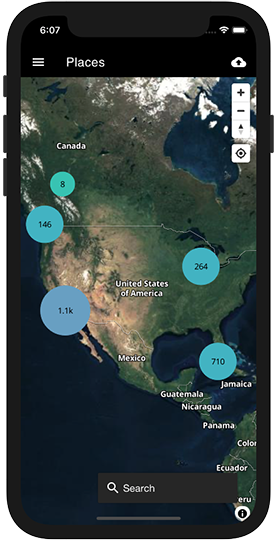 6:07
Places
Canada
8
146
264
United States
of America
1.1k
710
Mexico
Jamaica
Guatemala
Nicaragua
Panama
Color
Ecuador
Search
eru